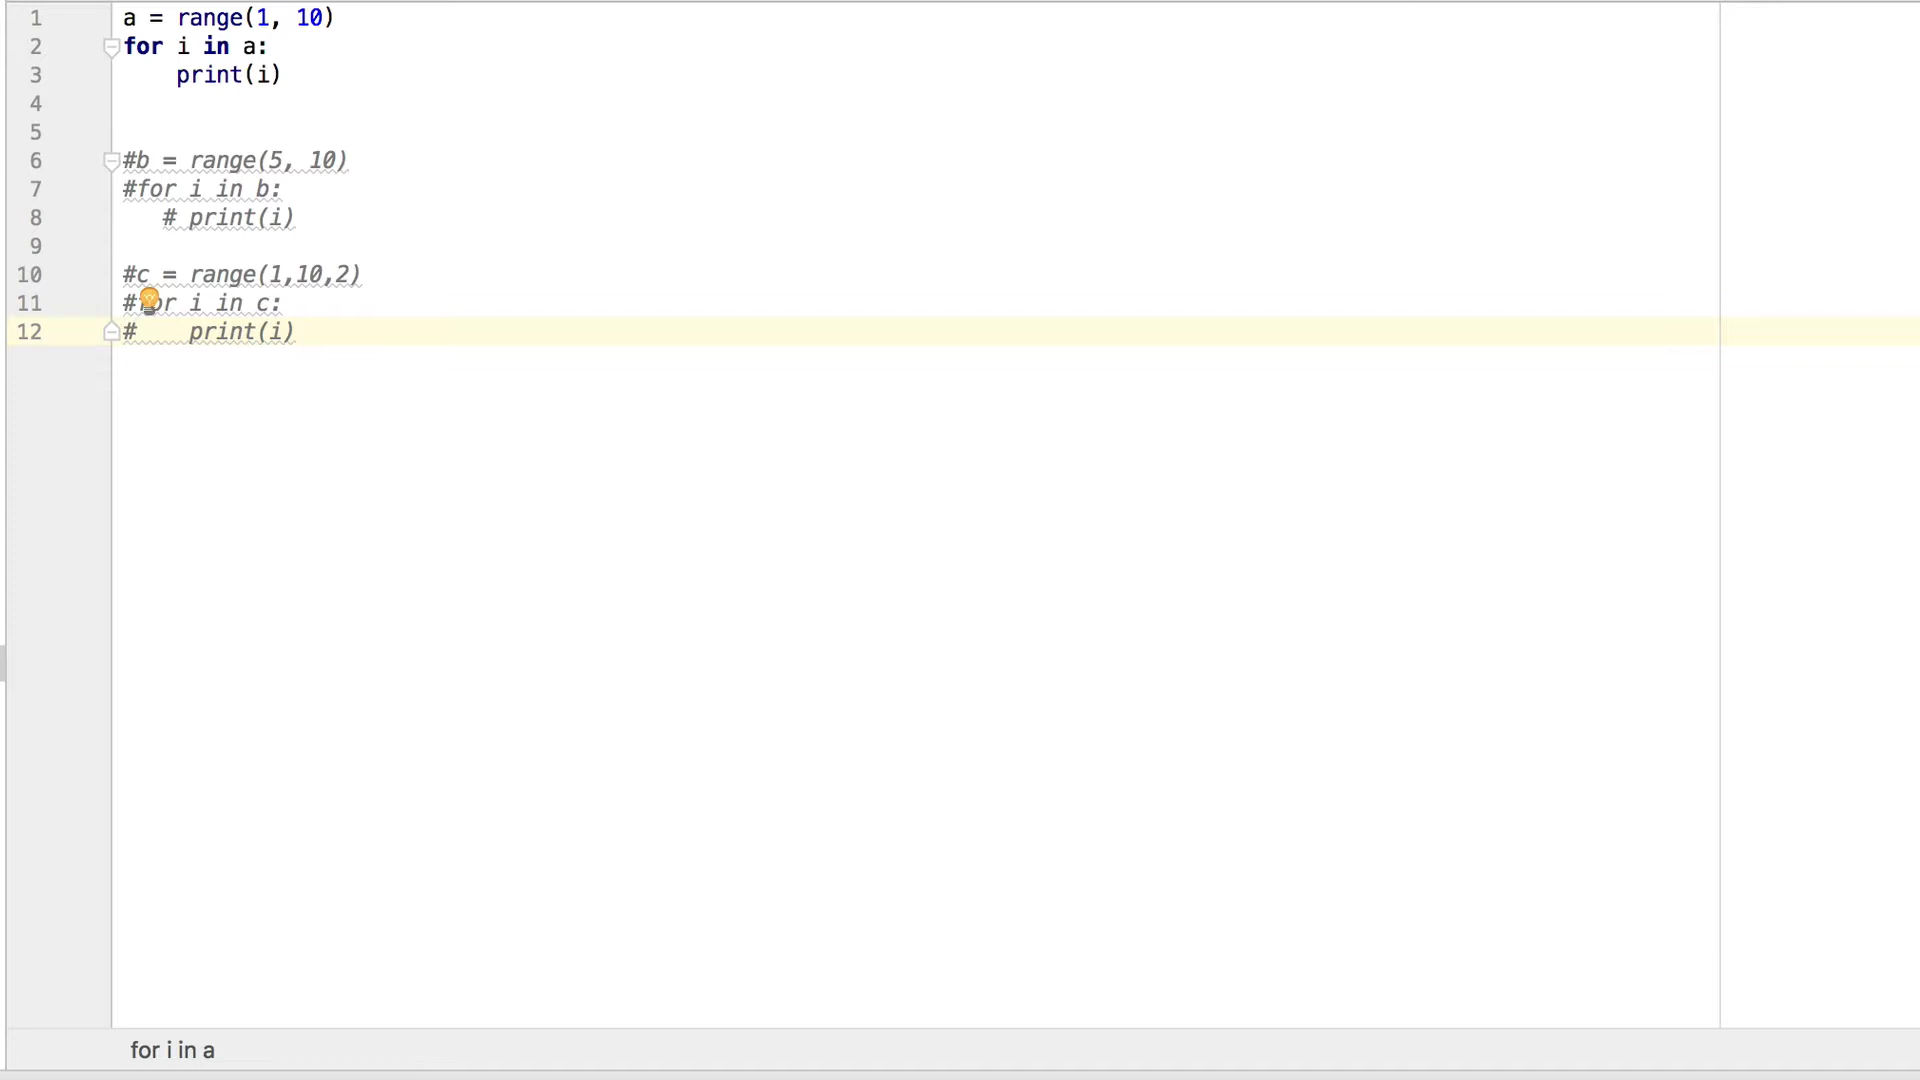 1 a = range(1, 10)
2 for i in a:
3     print(i)
4
5
6 #b = range(5, 10)
7 #for i in b:
8    # print(i)
9
10 #c = range(1,10,2)
11 #for i in c:
12 #    print(i)
for i in a